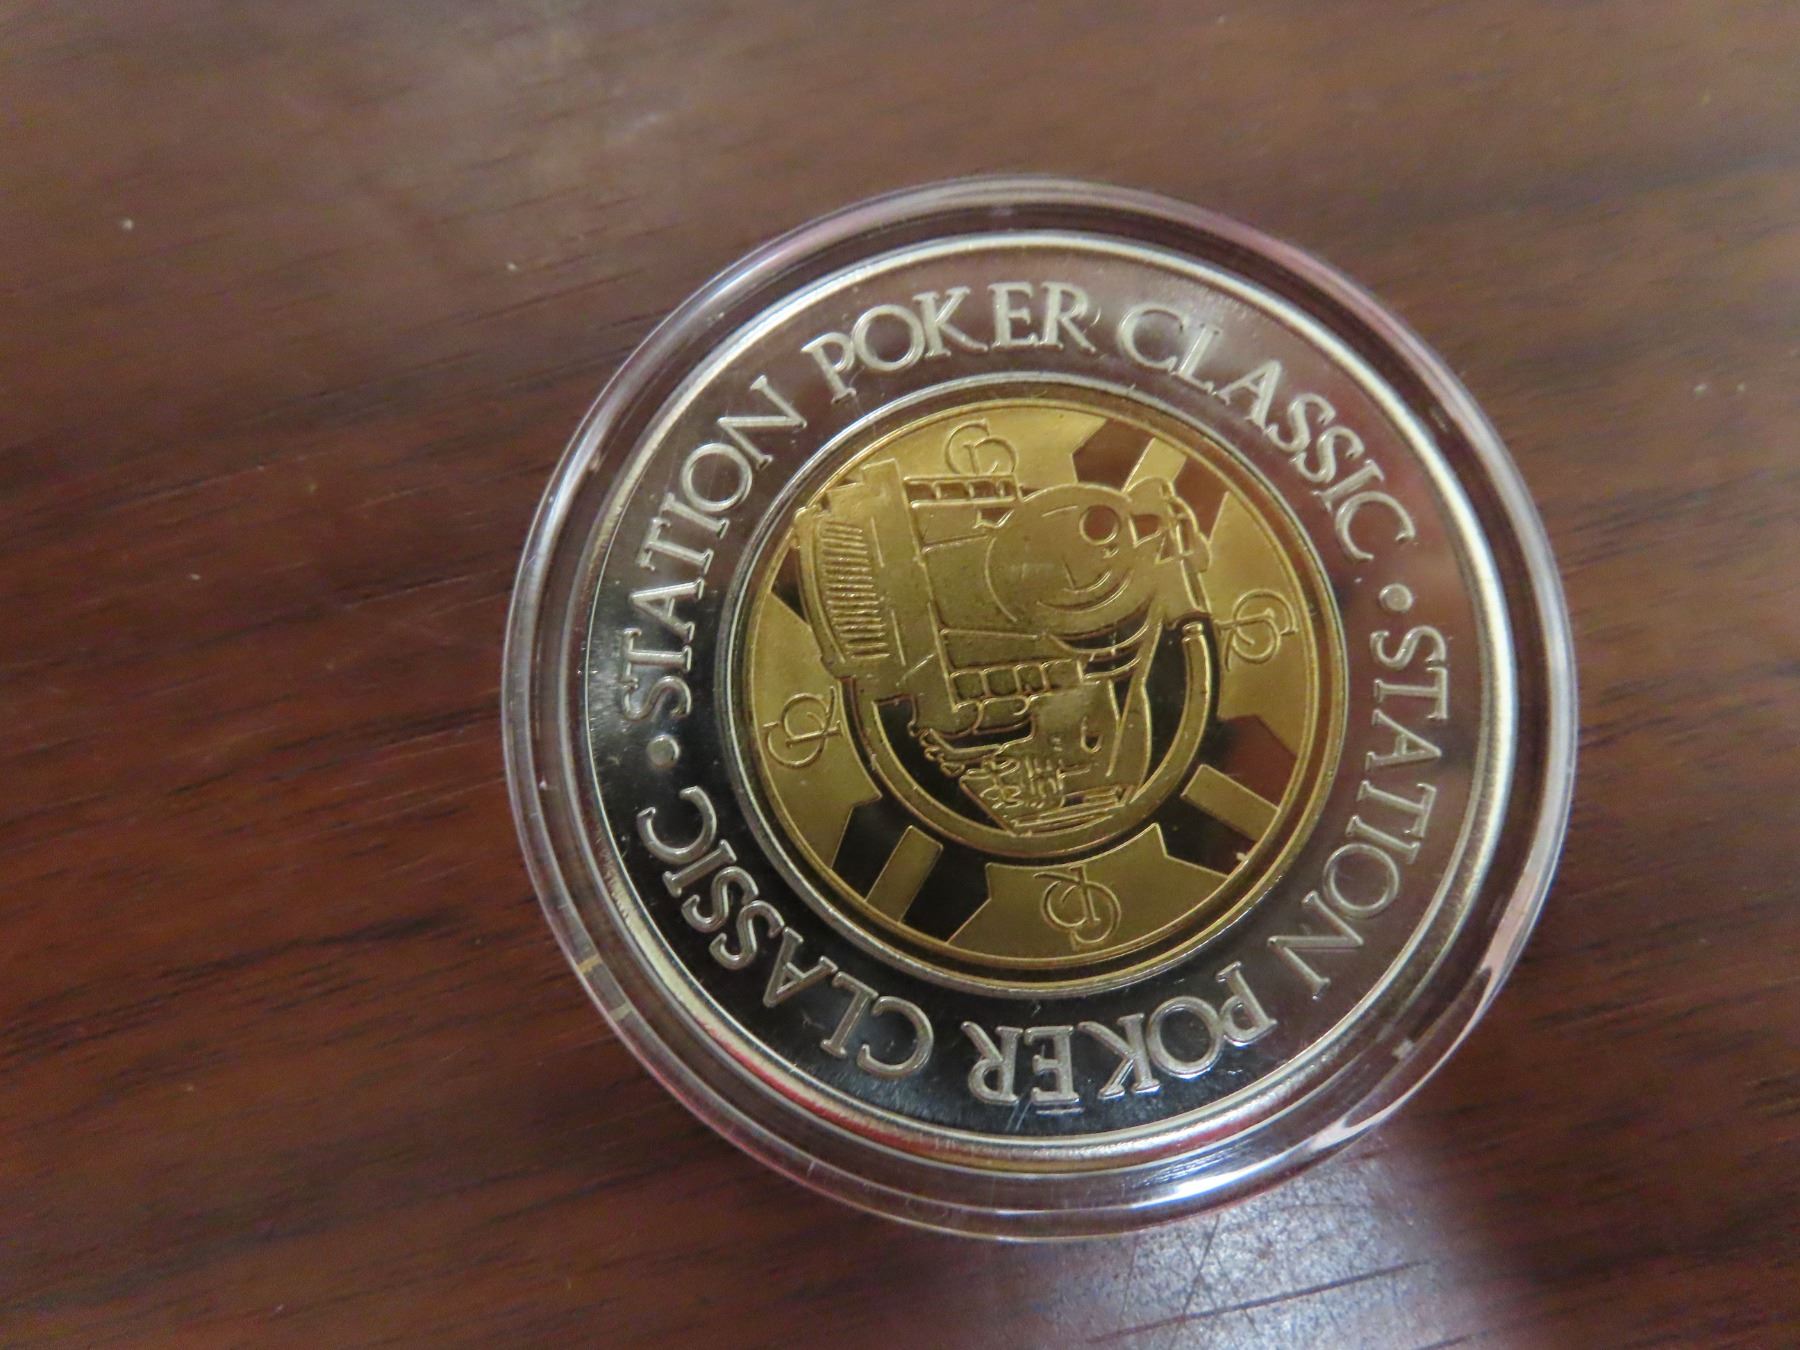 STATION POKER CLASSIC • STATION POKER CLASSIC •